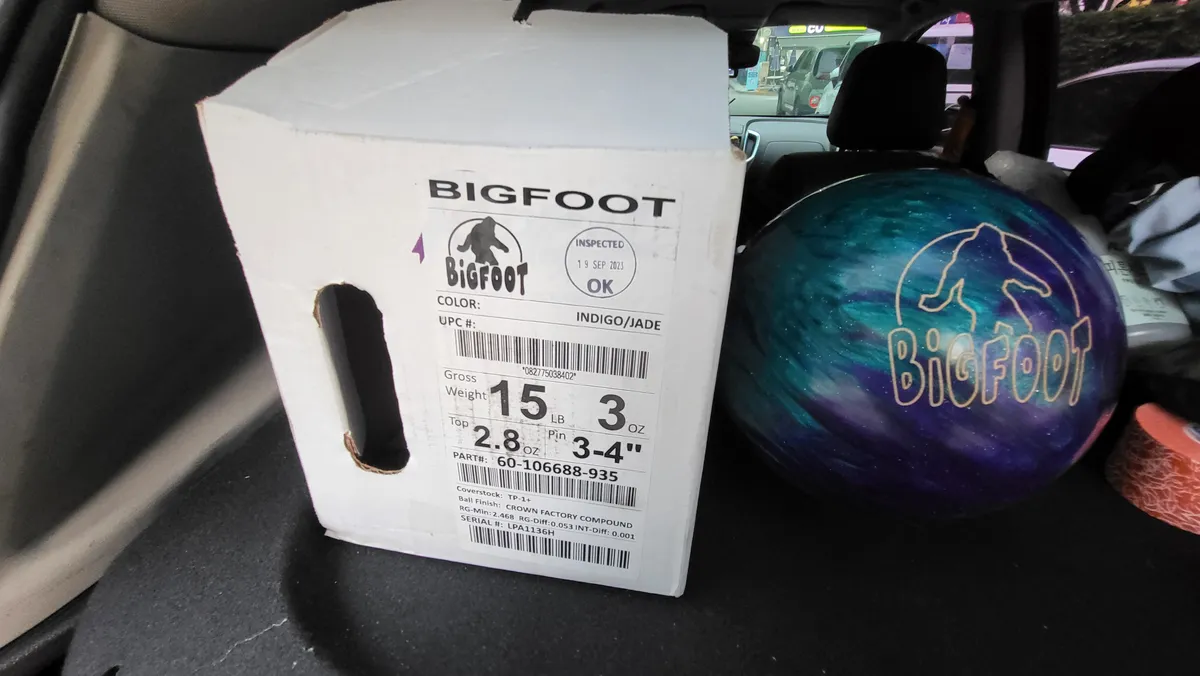 BIGFOOT
BiGFOOT
INSPECTED
19 SEP 2023
OK
COLOR:
INDIGO/JADE
UPC #:
*082775038402*
Gross
Weight 15 LB 3 OZ
Top 2.8 OZ Pin 3-4"
PART#: 60-106688-935
Coverstock: TP-1+
Ball Finish: CROWN FACTORY COMPOUND
RG-Min:2.468 RG-Diff:0.053 INT-Diff: 0.001
SERIAL #: LPA1136H
BiGFOOT
CU